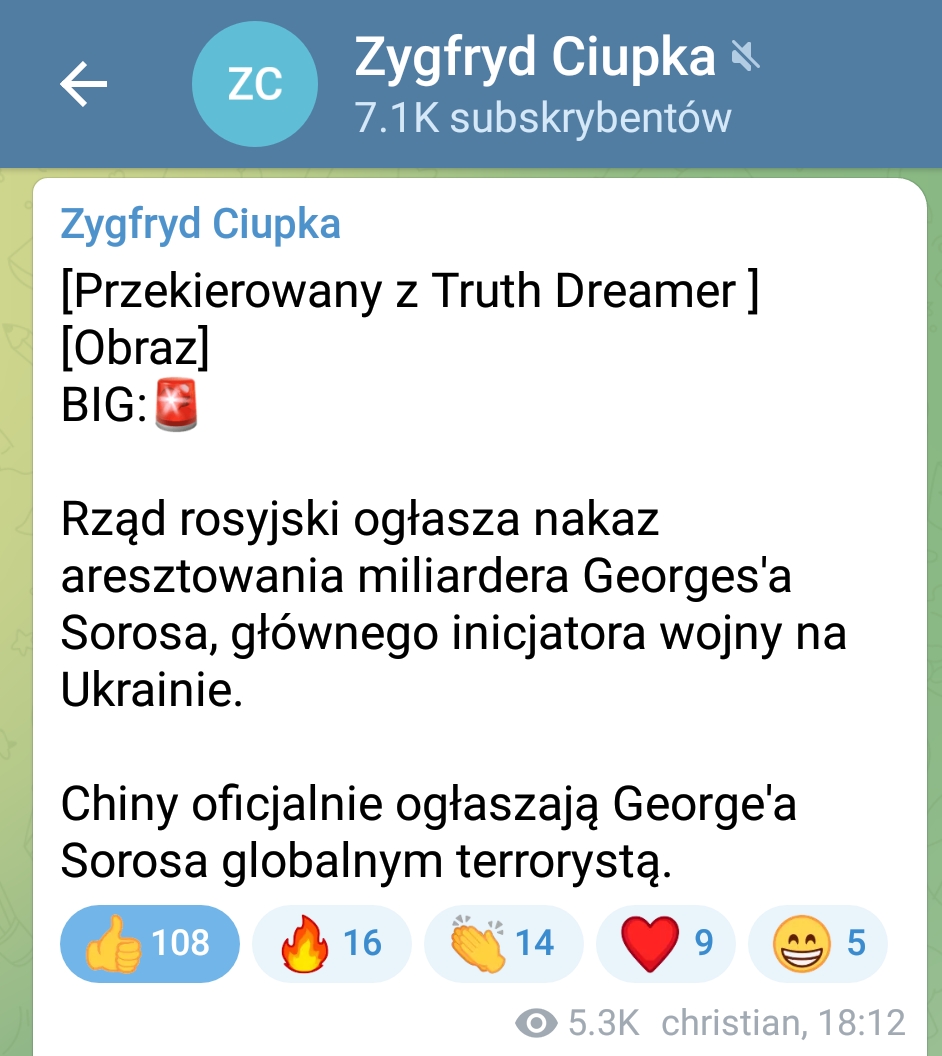 ZC
Zygfryd Ciupka
7.1K subskrybentów
Zygfryd Ciupka
[Przekierowany z Truth Dreamer ]
[Obraz]
BIG:🚨
Rząd rosyjski ogłasza nakaz
aresztowania miliardera Georges'a
Sorosa, głównego inicjatora wojny na
Ukrainie.
Chiny oficjalnie ogłaszają George'a
Sorosa globalnym terrorystą.
👍 108 🔥 16 👏 14 ❤️ 9 😁 5
5.3K christian, 18:12